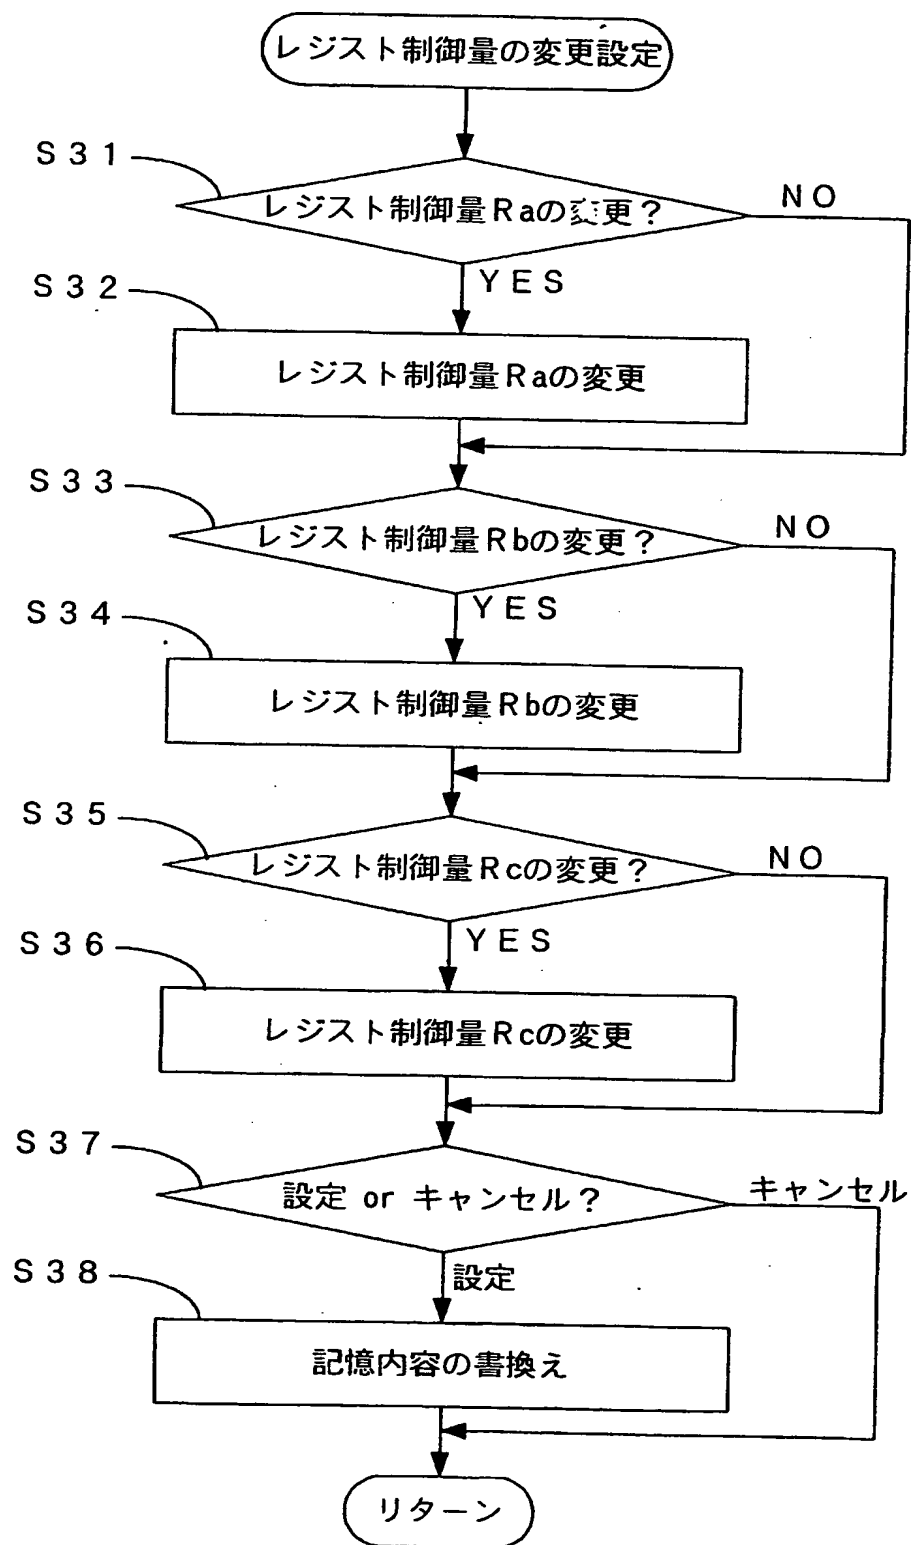 レジスト制御量の変更設定
S31
レジスト制御量Raの変更?
NO
YES
S32
レジスト制御量Raの変更
S33
レジスト制御量Rbの変更?
NO
YES
S34
レジスト制御量Rbの変更
S35
レジスト制御量Rcの変更?
NO
YES
S36
レジスト制御量Rcの変更
S37
設定 or キャンセル?
キャンセル
設定
S38
記憶内容の書換え
リターン